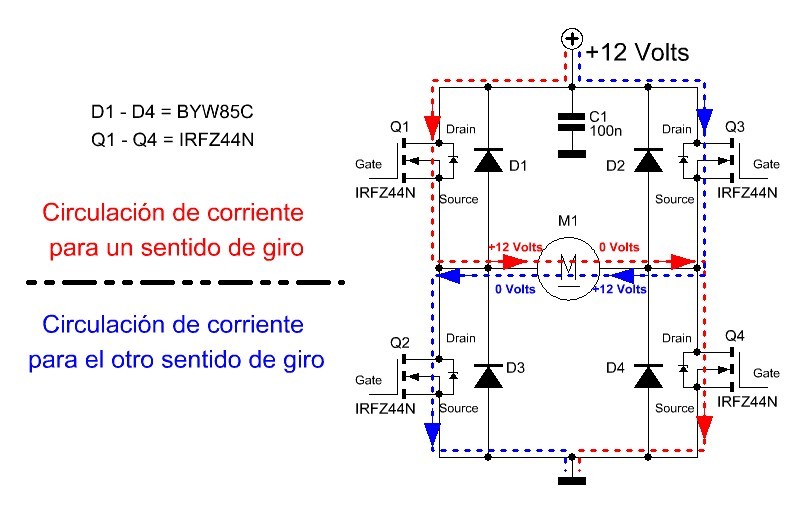 +12 Volts
D1 - D4 = BYW85C
Q1 - Q4 = IRFZ44N
C1
100n
Q1
Drain
Gate
IRFZ44N
Source
D1
D2
Drain
Q3
Gate
IRFZ44N
Source
Circulación de corriente
para un sentido de giro
M1
+12 Volts
0 Volts
M
0 Volts
+12 Volts
Circulación de corriente
para el otro sentido de giro
Q2
Drain
Gate
IRFZ44N
Source
D3
D4
Drain
Q4
Gate
IRFZ44N
Source